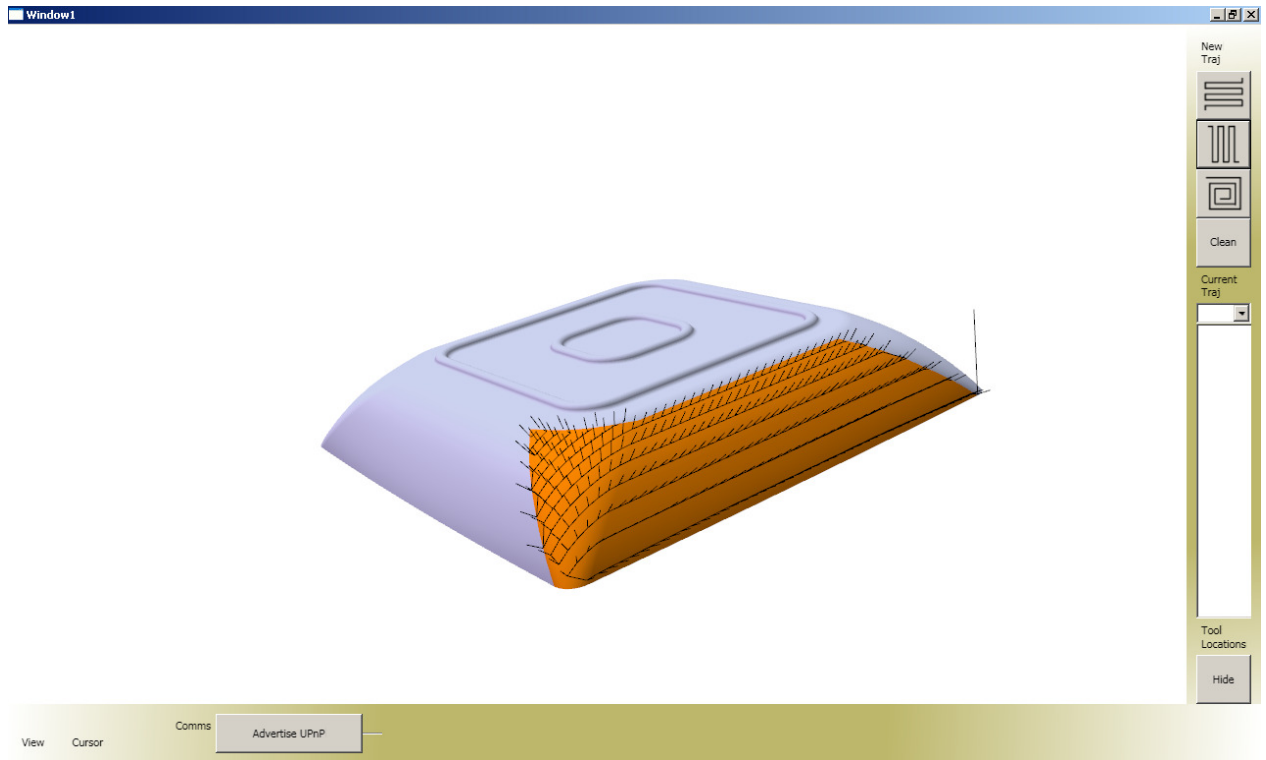 Window1
New
Traj
Clean
Current
Traj
Tool
Locations
Hide
Comms
Advertise UPnP
View
Cursor